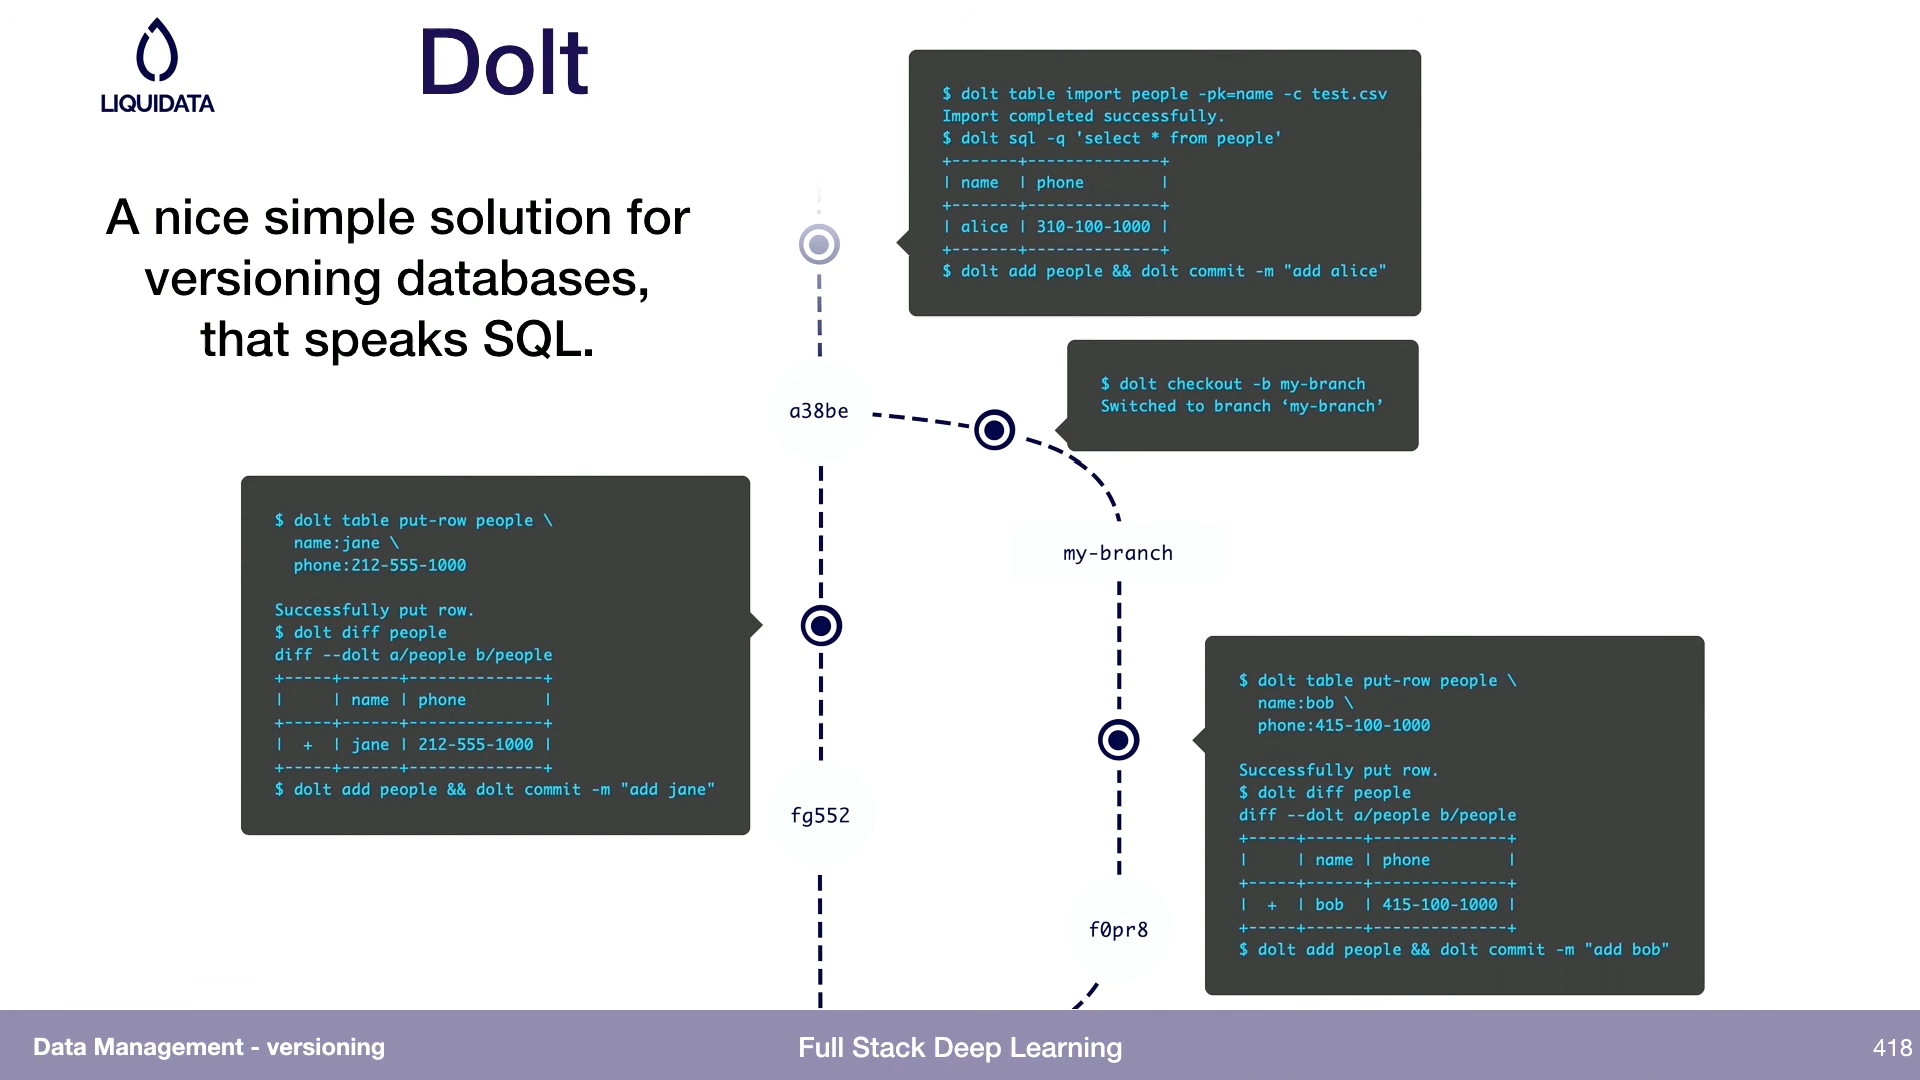 LIQUIDATA
Dolt
A nice simple solution for
versioning databases,
that speaks SQL.
$ dolt table import people -pk=name -c test.csv
Import completed successfully.
$ dolt sql -q 'select * from people'
+-------+--------------+
| name  | phone        |
+-------+--------------+
| alice | 310-100-1000 |
+-------+--------------+
$ dolt add people && dolt commit -m "add alice"
a38be
$ dolt checkout -b my-branch
Switched to branch ‘my-branch’
my-branch
$ dolt table put-row people \
  name:jane \
  phone:212-555-1000
Successfully put row.
$ dolt diff people
diff --dolt a/people b/people
+-----+------+--------------+
|     | name | phone        |
+-----+------+--------------+
|  +  | jane | 212-555-1000 |
+-----+------+--------------+
$ dolt add people && dolt commit -m "add jane"
fg552
$ dolt table put-row people \
  name:bob \
  phone:415-100-1000
Successfully put row.
$ dolt diff people
diff --dolt a/people b/people
+-----+------+--------------+
|     | name | phone        |
+-----+------+--------------+
|  +  | bob  | 415-100-1000 |
+-----+------+--------------+
$ dolt add people && dolt commit -m "add bob"
f0pr8
Data Management - versioning
Full Stack Deep Learning
418